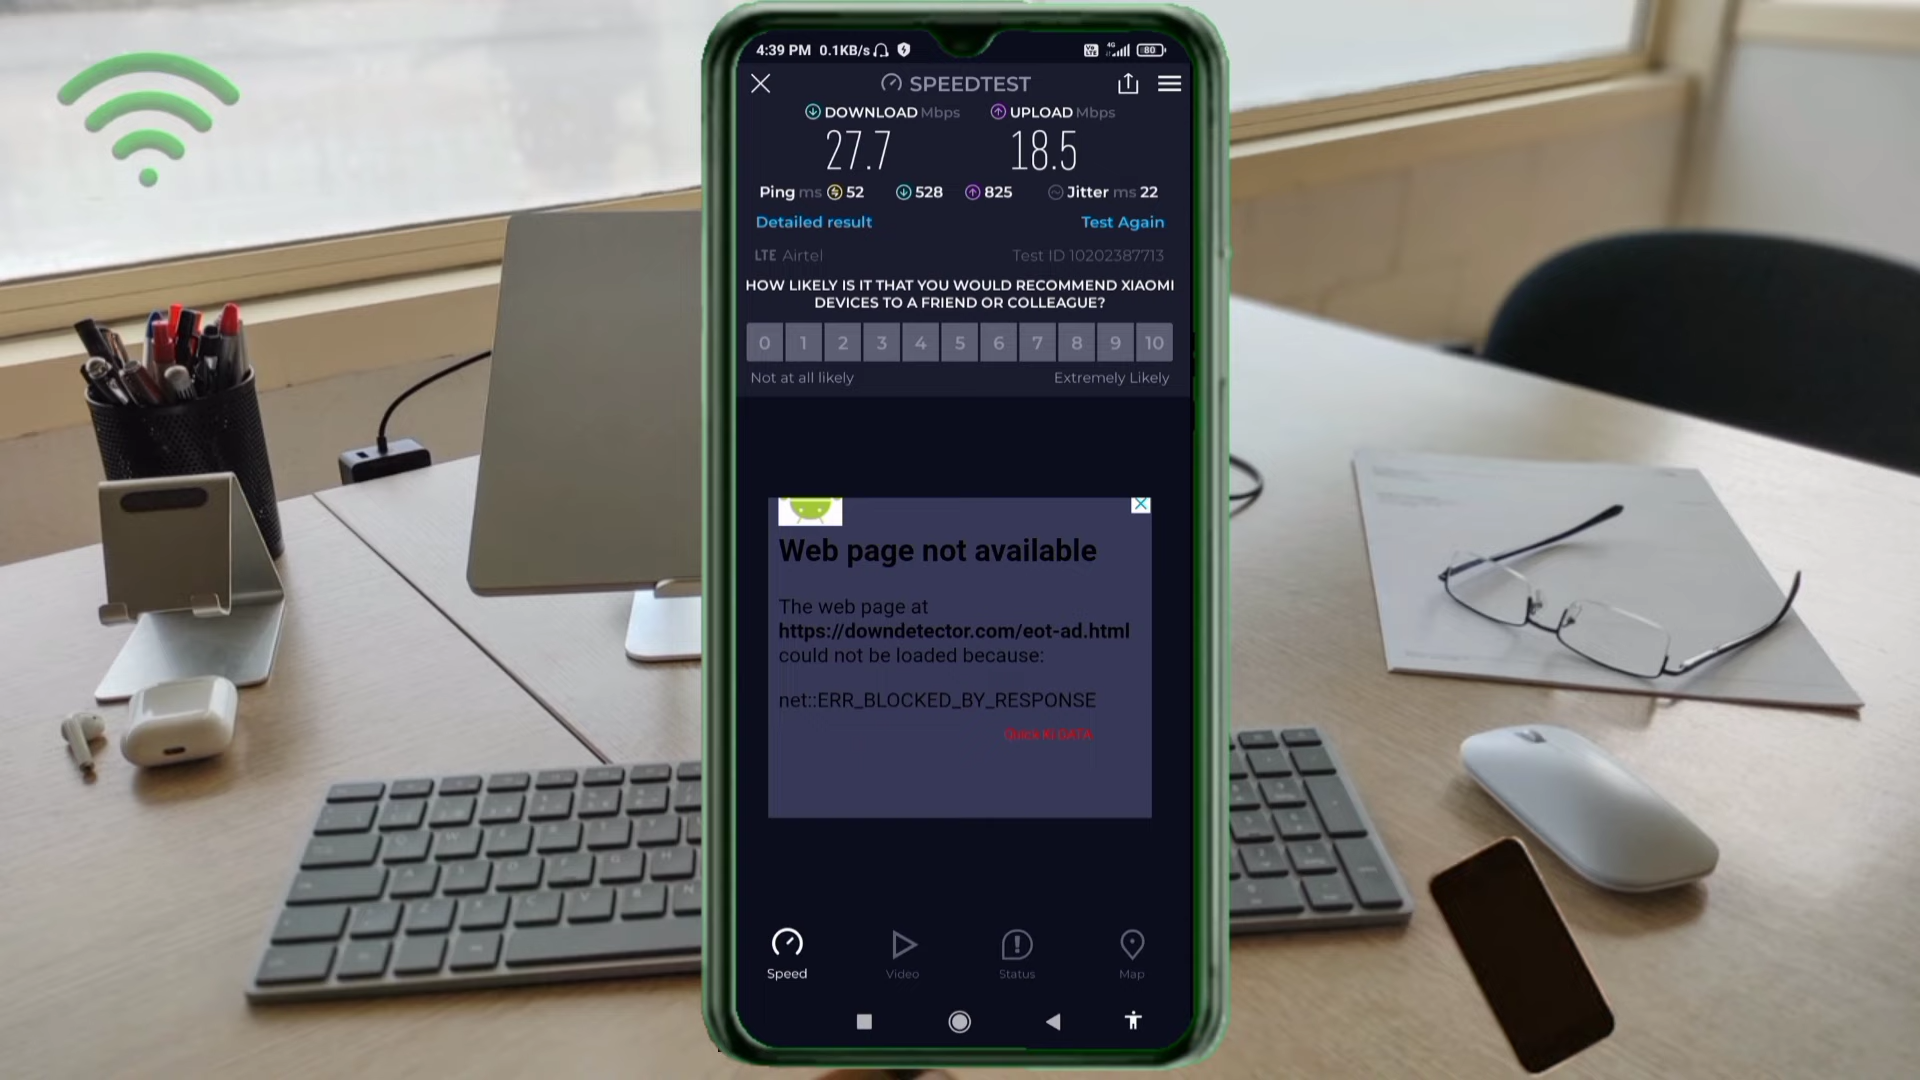 4:39 PM 0.1KB/s 80
SPEEDTEST
DOWNLOAD Mbps UPLOAD Mbps
27.7 18.5
Ping ms 52 528 825 Jitter ms 22
Detailed result Test Again
LTE Airtel Test ID 10202387713
HOW LIKELY IS IT THAT YOU WOULD RECOMMEND XIAOMI
DEVICES TO A FRIEND OR COLLEAGUE?
0 1 2 3 4 5 6 7 8 9 10
Not at all likely Extremely Likely
Web page not available
The web page at
https://downdetector.com/eot-ad.html
could not be loaded because:
net::ERR_BLOCKED_BY_RESPONSE
Quick Ki DATA
Speed Video Status Map